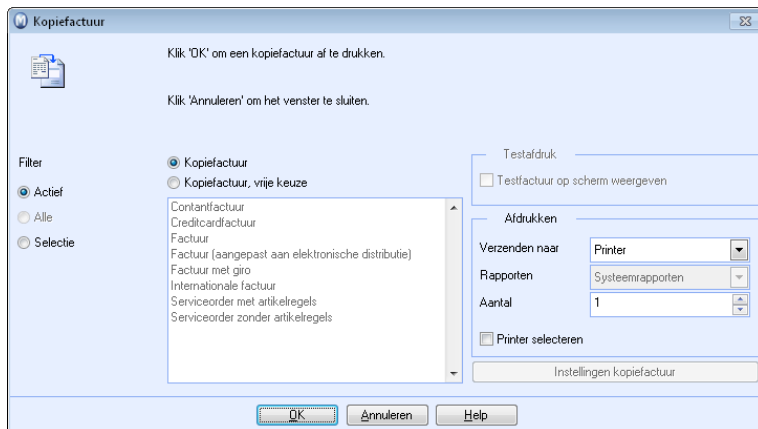 Kopiefactuur
Klik 'OK' om een kopiefactuur af te drukken.
Klik 'Annuleren' om het venster te sluiten.
Filter
Actief
Alle
Selectie
Kopiefactuur
Kopiefactuur, vrije keuze
Contantfactuur
Creditcardfactuur
Factuur
Factuur (aangepast aan elektronische distributie)
Factuur met giro
Internationale factuur
Serviceorder met artikelregels
Serviceorder zonder artikelregels
Testafdruk
Testfactuur op scherm weergeven
Afdrukken
Verzenden naar Printer
Rapporten Systeemrapporten
Aantal 1
Printer selecteren
Instellingen kopiefactuur
OK Annuleren Help